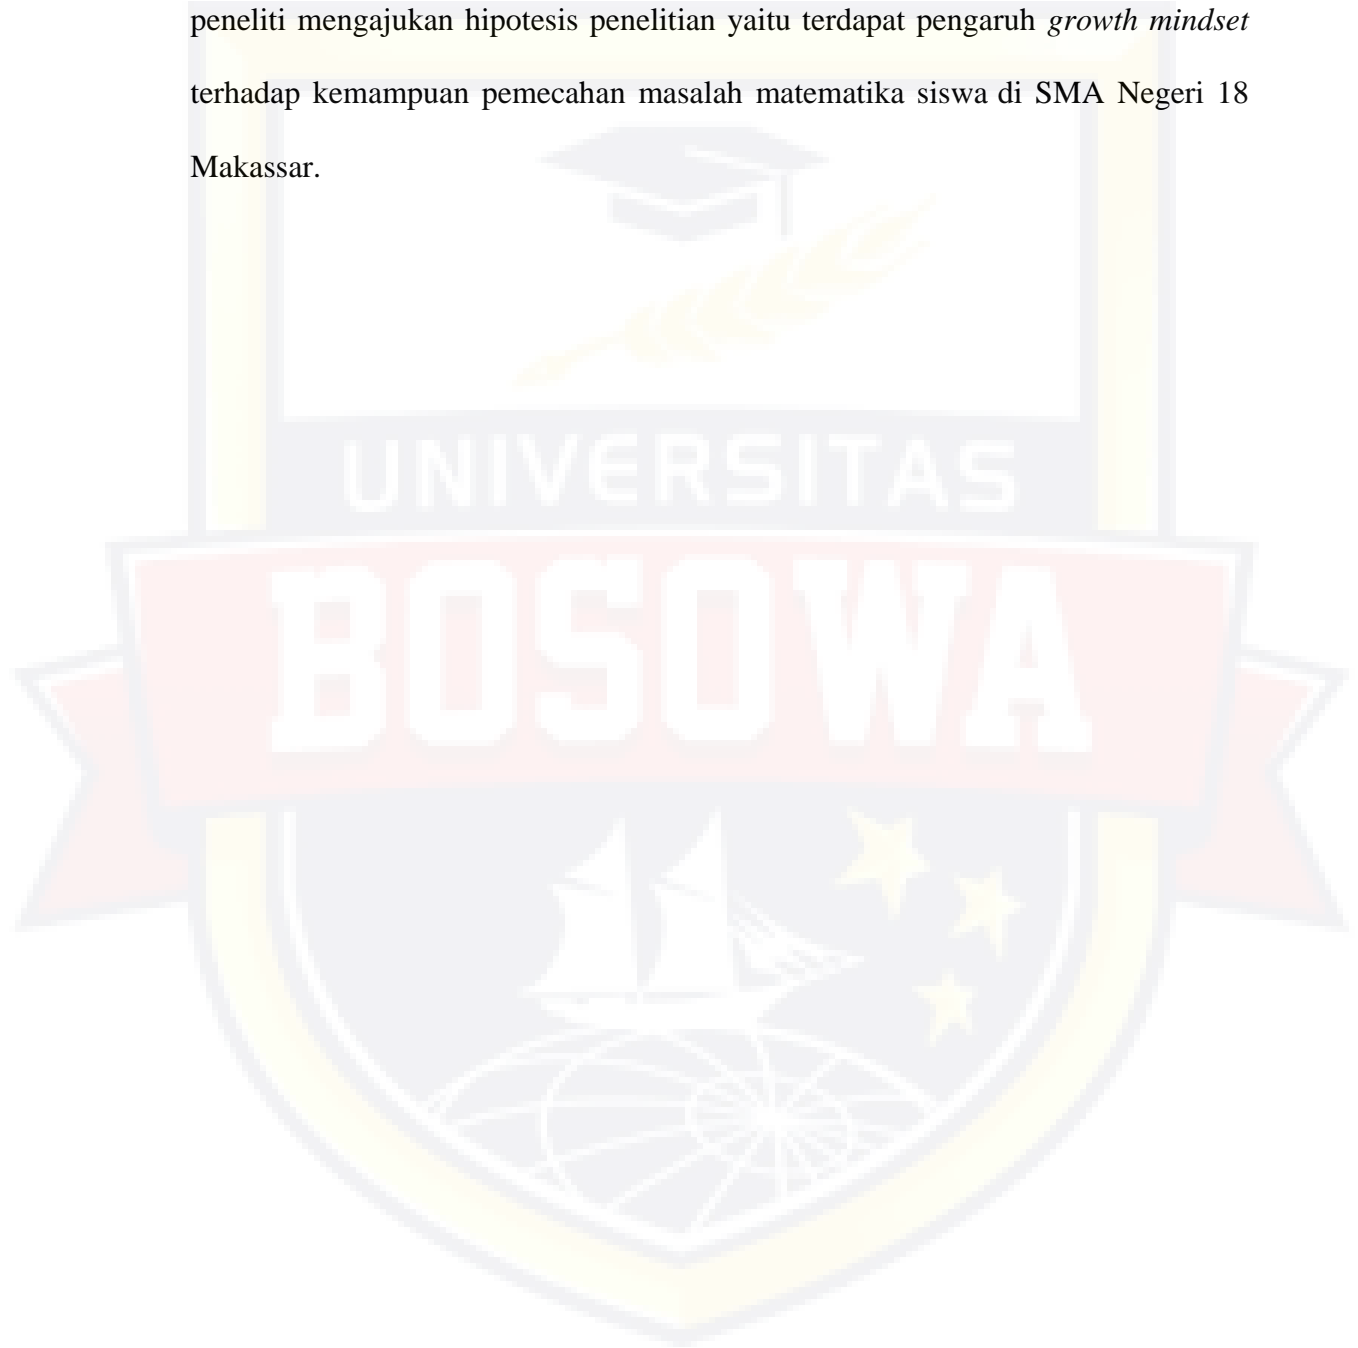 peneliti mengajukan hipotesis penelitian yaitu terdapat pengaruh growth mindset
terhadap kemampuan pemecahan masalah matematika siswa di SMA Negeri 18
Makassar.
UNIVERSITAS
BOSOWA